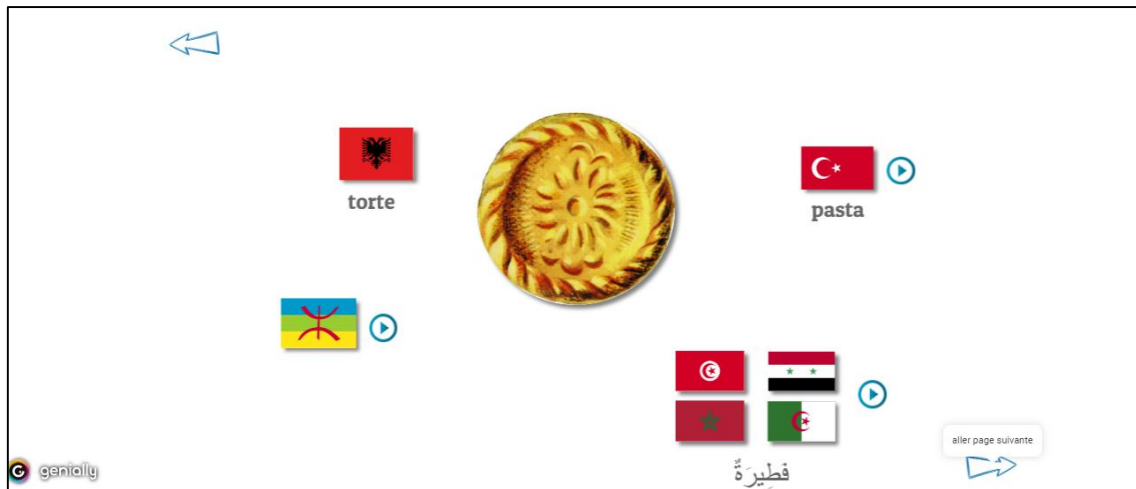 torte
pasta
فطِيرَةٌ
aller page suivante
genially